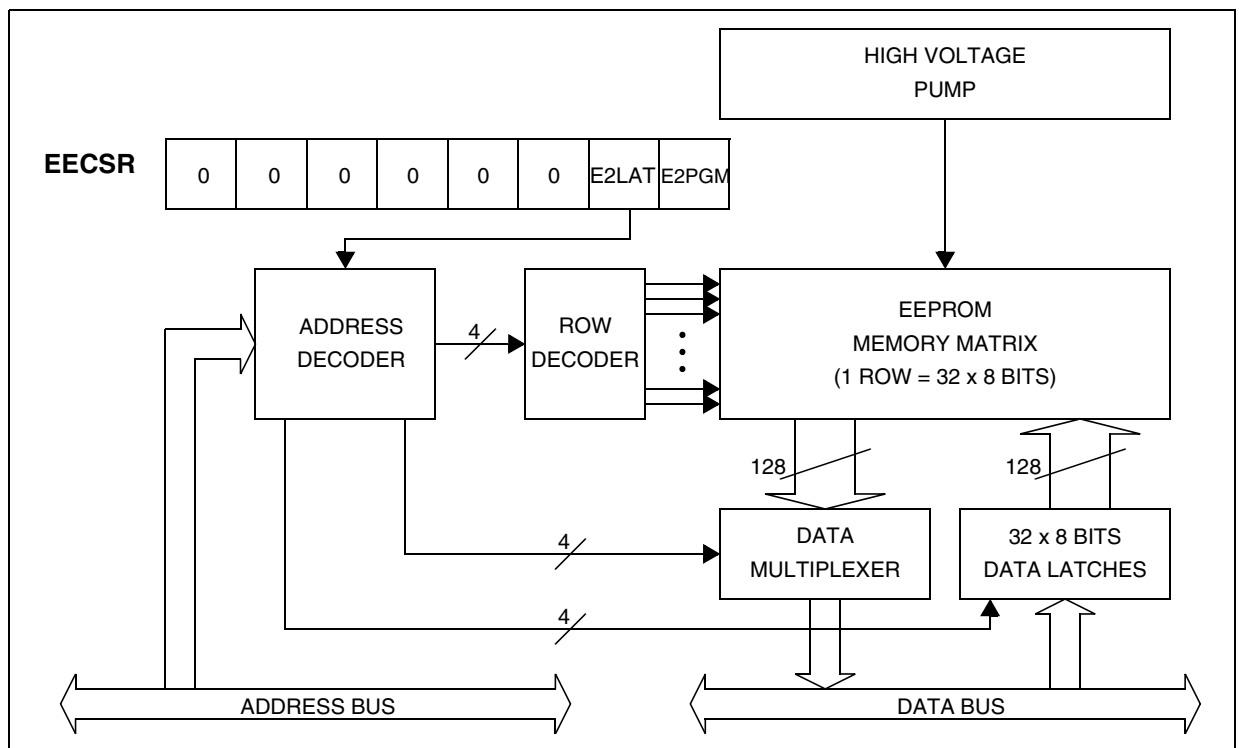 HIGH VOLTAGE
PUMP
EECSR
0 0 0 0 0 0 E2LAT E2PGM
ADDRESS
DECODER
4
ROW
DECODER
EEPROM
MEMORY MATRIX
(1 ROW = 32 x 8 BITS)
128
128
4
DATA
MULTIPLEXER
32 x 8 BITS
DATA LATCHES
4
ADDRESS BUS
DATA BUS